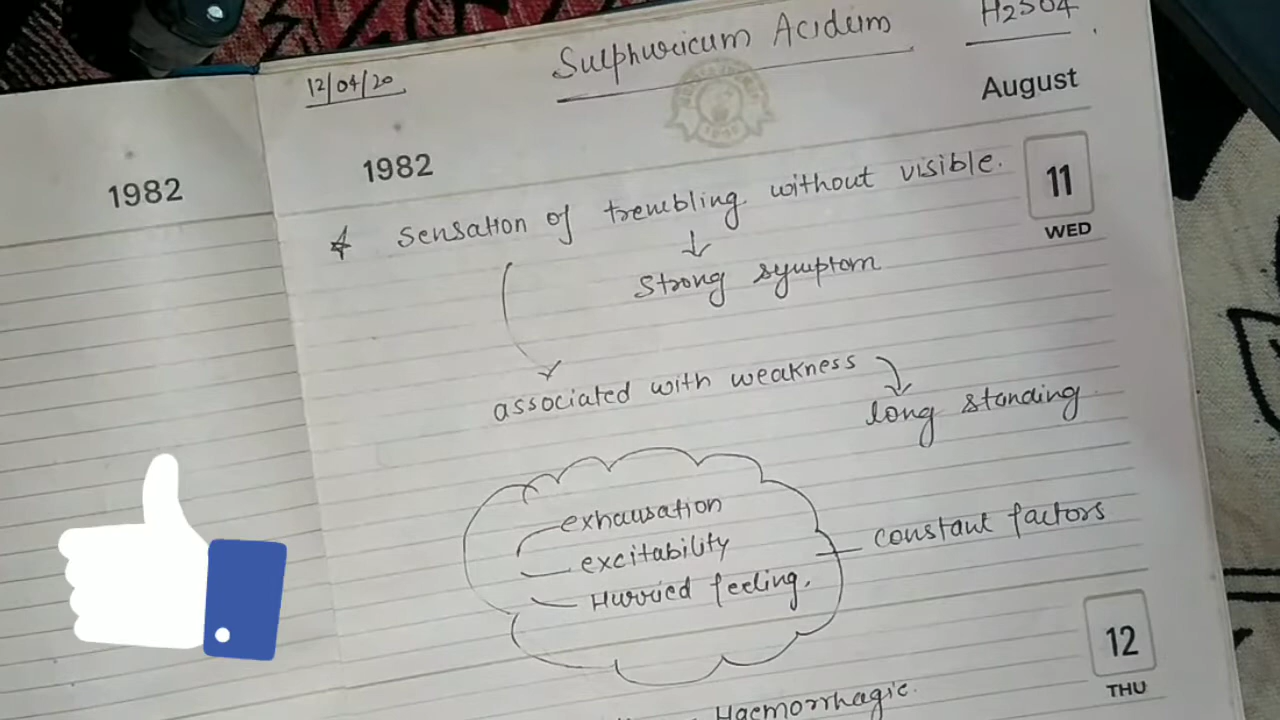 12/04/20
Sulphuricum Acidum
H2SO4
August
1982
1982
11
WED
sensation of trembling without visible.
Strong symptom
associated with weakness
long standing
exhausation
excitability
Hurried feeling.
constant factors
12
THU
Haemorrhagic.